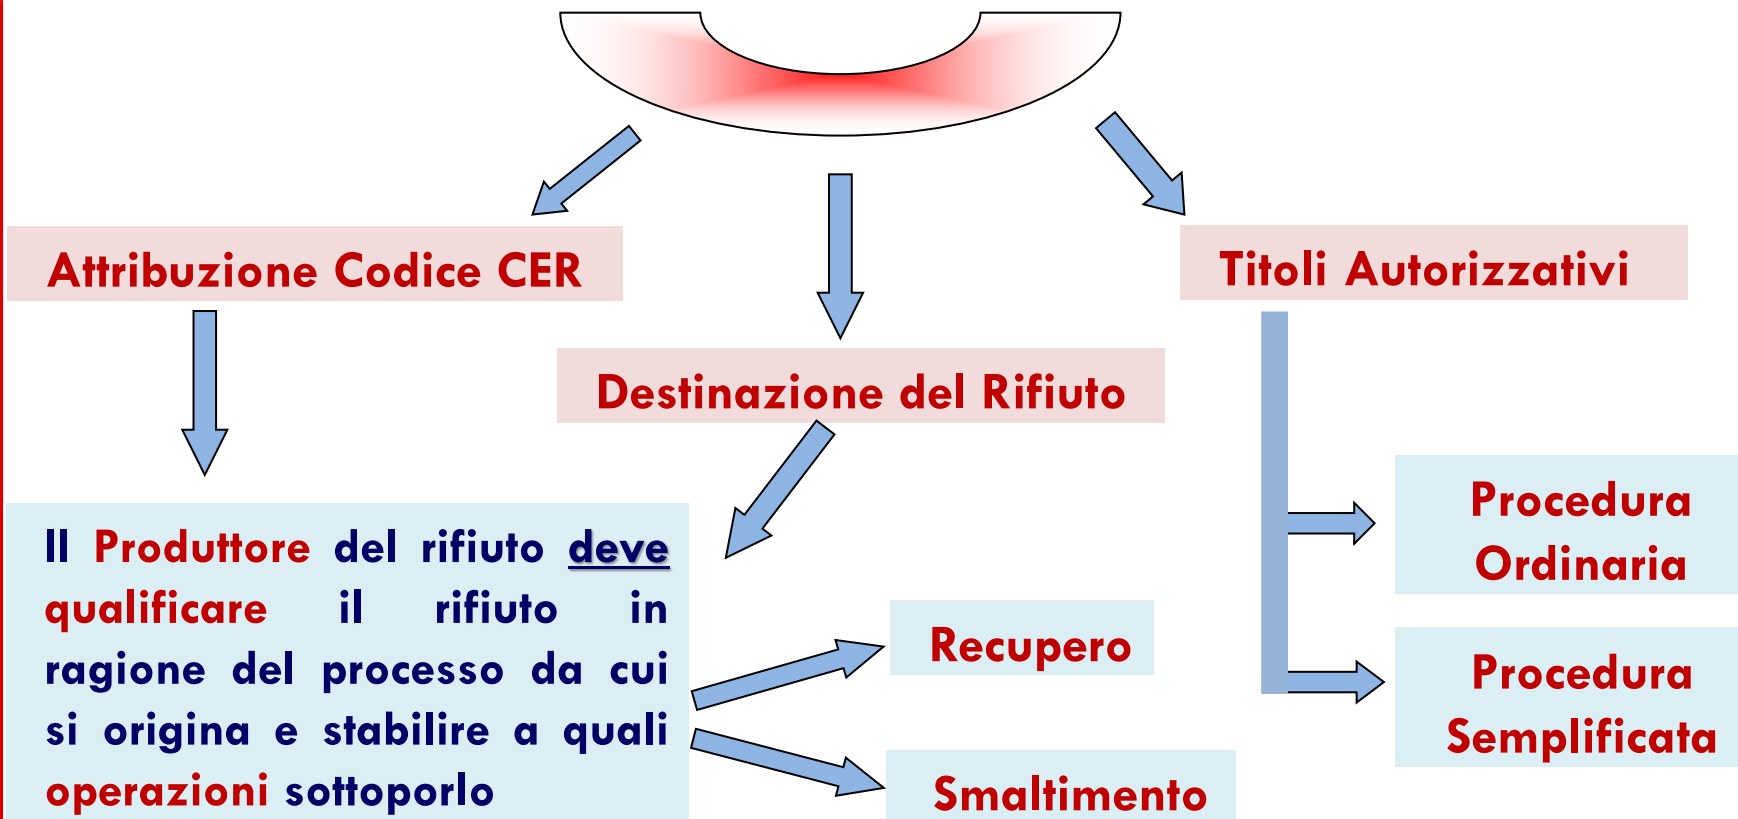 Attribuzione Codice CER
Titoli Autorizzativi
Destinazione del Rifiuto
Il Produttore del rifiuto deve
qualificare il rifiuto in
ragione del processo da cui
si origina e stabilire a quali
operazioni sottoporlo
Recupero
Smaltimento
Procedura
Ordinaria
Procedura
Semplificata